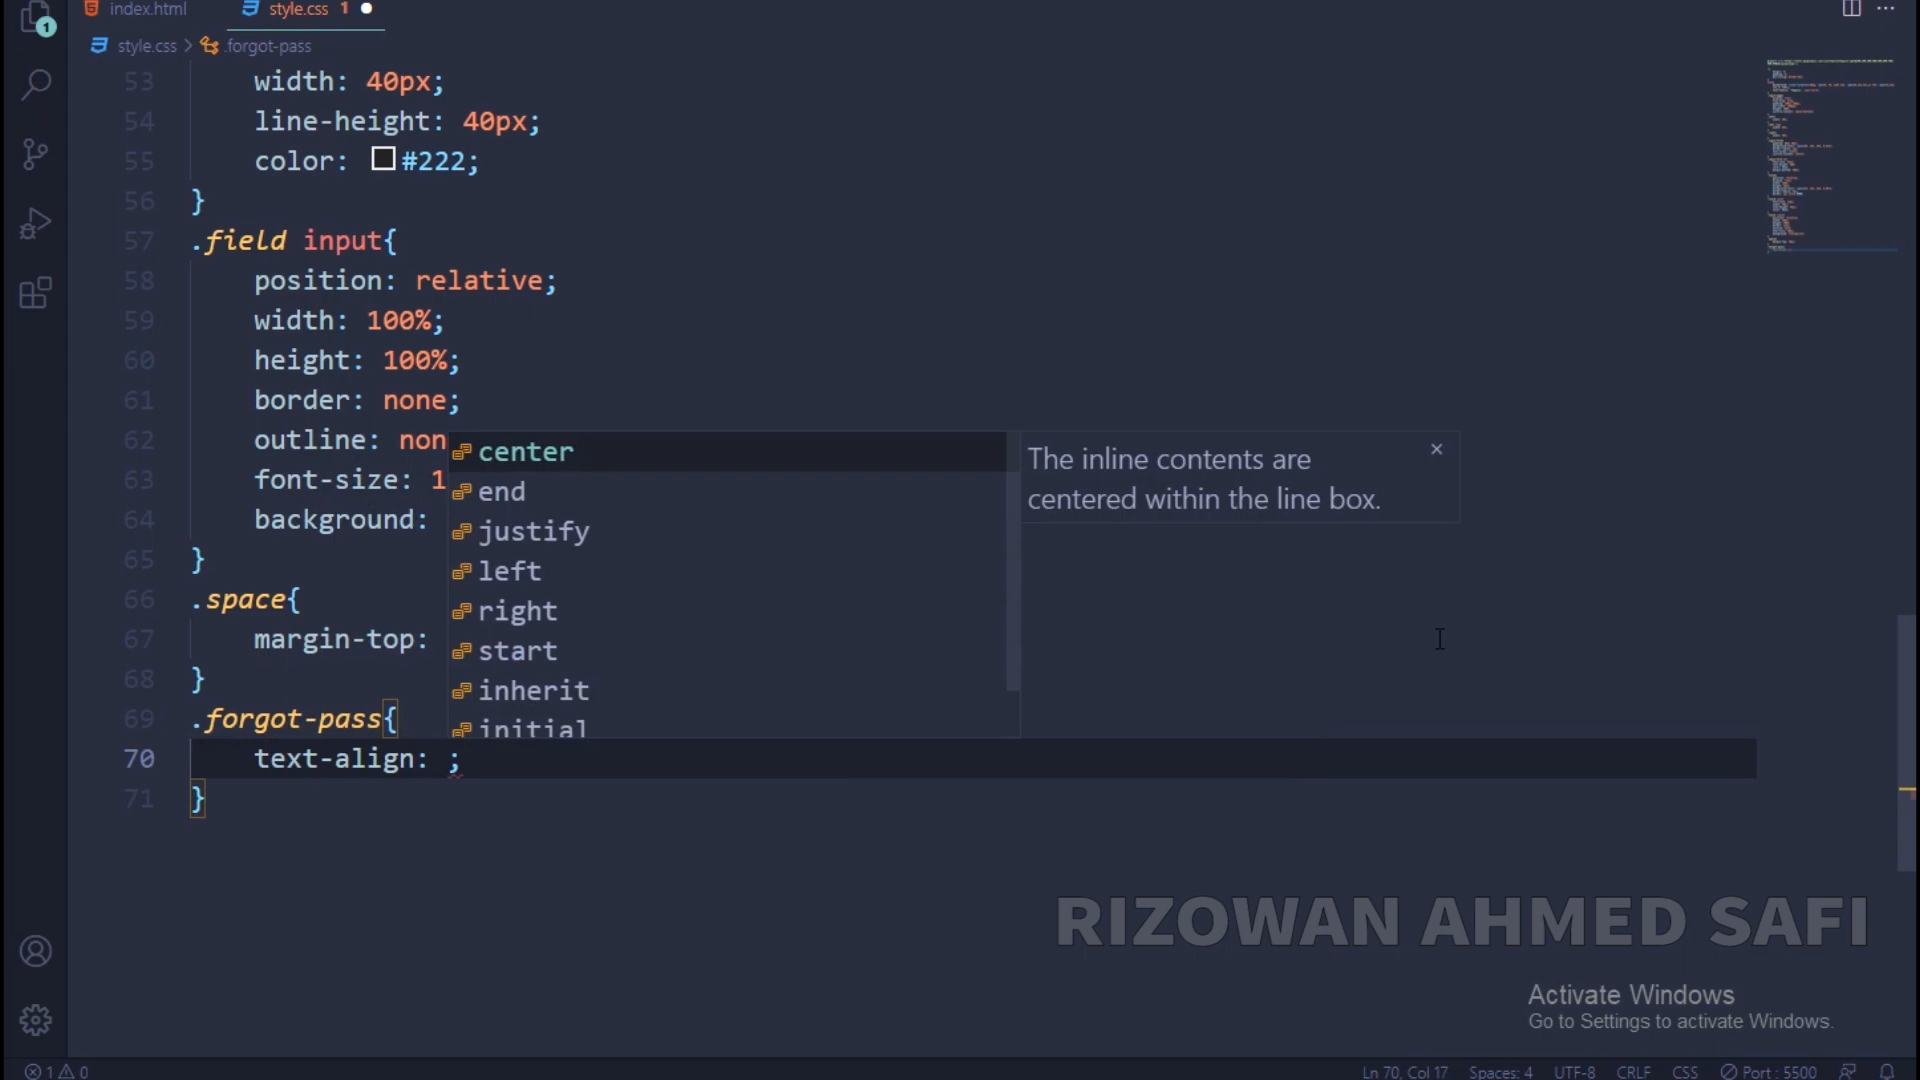 1
index.html
style.css 1
style.css > .forgot-pass
53 width: 40px;
54 line-height: 40px;
55 color: #222;
56 }
57 .field input{
58 position: relative;
59 width: 100%;
60 height: 100%;
61 border: none;
62 outline: non
63 font-size: 1
64 background:
65 }
66 .space{
67 margin-top:
68 }
69 .forgot-pass{
70 text-align: ;
71 }
center
end
justify
left
right
start
inherit
initial
The inline contents are
centered within the line box.
RIZOWAN AHMED SAFI
Activate Windows
Go to Settings to activate Windows.
1 0
Ln 70, Col 17 Spaces: 4 UTF-8 CRLF CSS Port : 5500